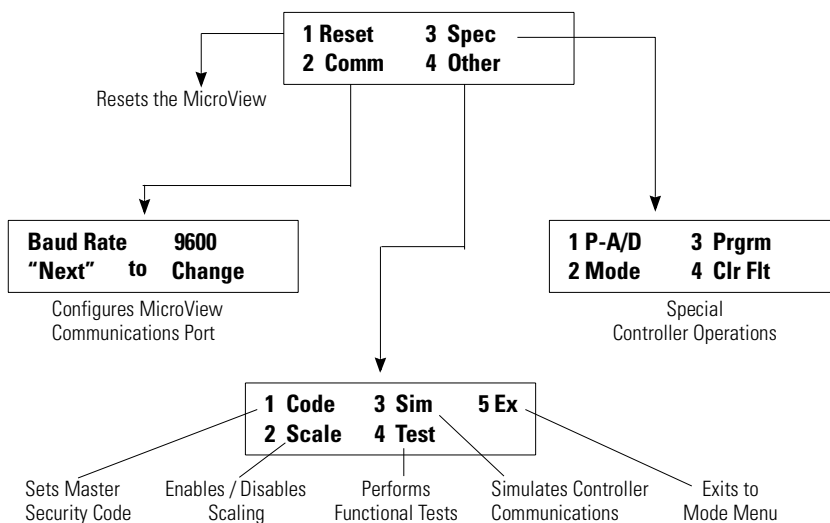 1 Reset 3 Spec
2 Comm 4 Other
Resets the MicroView
Baud Rate 9600
“Next” to Change
Configures MicroView
Communications Port
1 P-A/D 3 Prgrm
2 Mode 4 Clr Flt
Special
Controller Operations
1 Code 3 Sim 5 Ex
2 Scale 4 Test
Sets Master
Security Code
Enables / Disables
Scaling
Performs
Functional Tests
Simulates Controller
Communications
Exits to
Mode Menu